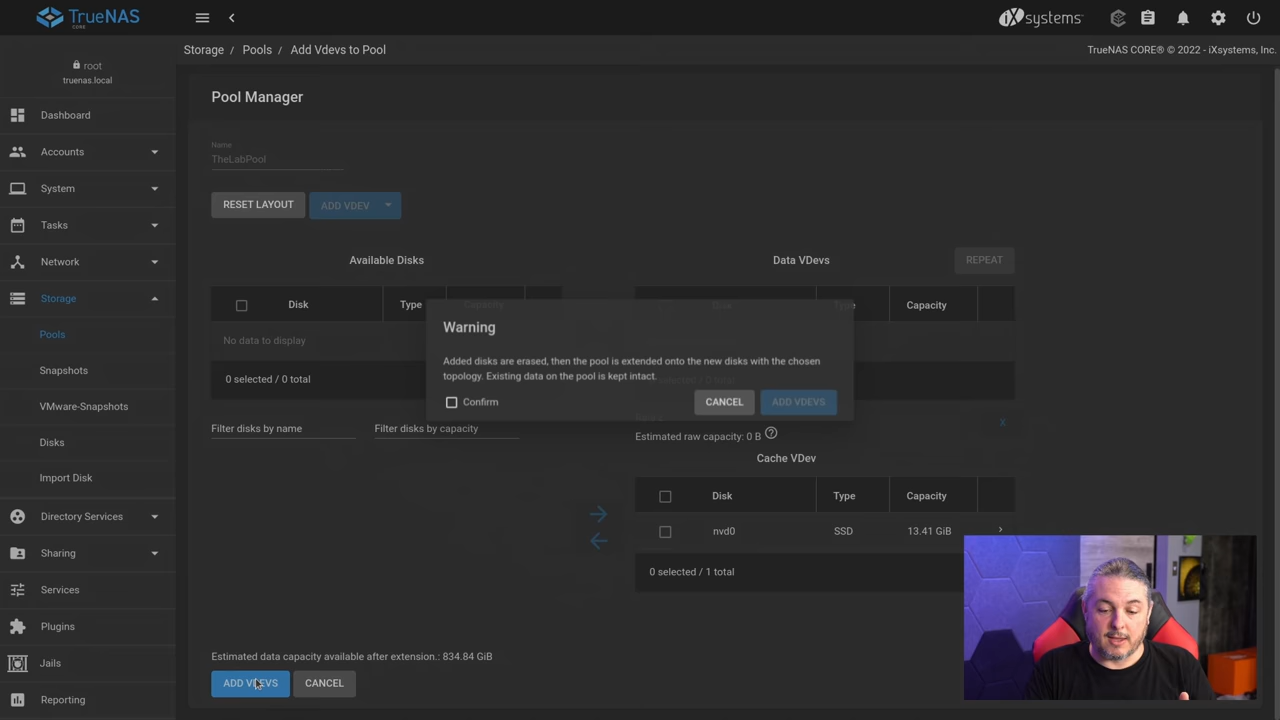 TrueNAS
CORE
iXsystems
root
truenas.local
Storage / Pools / Add Vdevs to Pool
TrueNAS CORE® © 2022 - iXsystems, Inc.
Dashboard
Accounts
System
Tasks
Network
Storage
Pools
Snapshots
VMware-Snapshots
Disks
Import Disk
Directory Services
Sharing
Services
Plugins
Jails
Reporting
Pool Manager
Name
TheLabPool
RESET LAYOUT
ADD VDEV
Available Disks
Disk Type Capacity
No data to display
0 selected / 0 total
Filter disks by name
Filter disks by capacity
Data VDevs
REPEAT
Disk Type Capacity
Warning
Added disks are erased, then the pool is extended onto the new disks with the chosen
topology. Existing data on the pool is kept intact.
Confirm
CANCEL
ADD VDEVS
X
Estimated raw capacity: 0 B
Cache VDev
Disk Type Capacity
nvd0 SSD 13.41 GiB
0 selected / 1 total
Estimated data capacity available after extension.: 834.84 GiB
ADD VDEVS
CANCEL